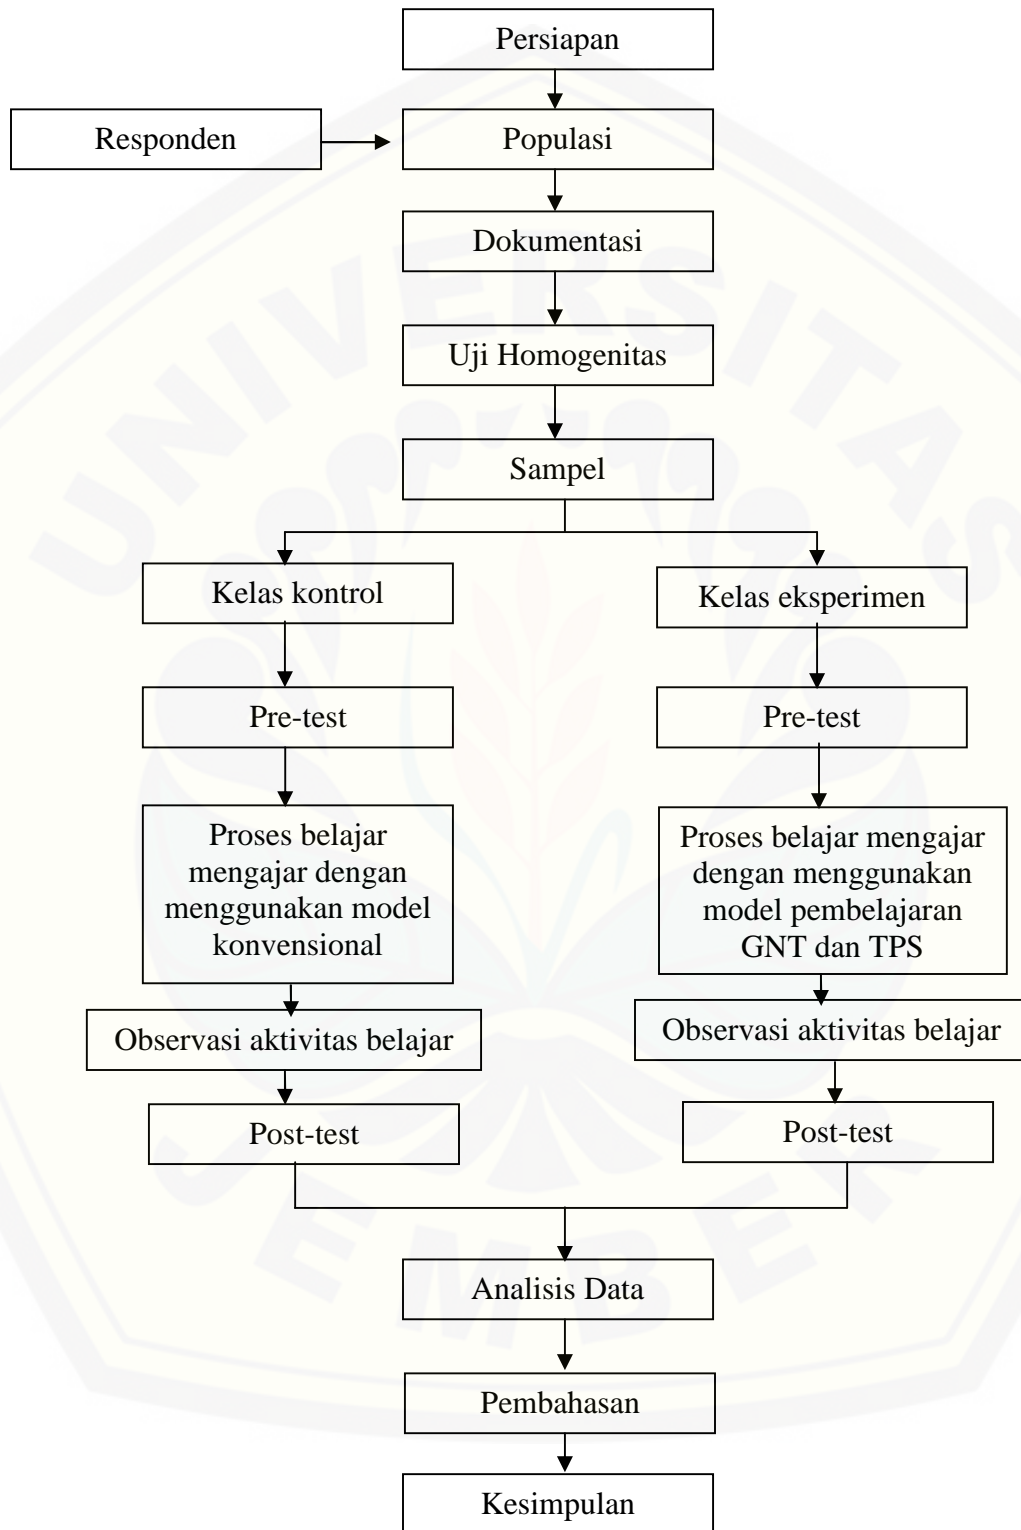 Persiapan
Responden
Populasi
Dokumentasi
Uji Homogenitas
Sampel
Kelas kontrol
Kelas eksperimen
Pre-test
Pre-test
Proses belajar
mengajar dengan
menggunakan model
konvensional
Proses belajar mengajar
dengan menggunakan
model pembelajaran
GNT dan TPS
Observasi aktivitas belajar
Observasi aktivitas belajar
Post-test
Post-test
Analisis Data
Pembahasan
Kesimpulan
UNIVERSITAS
JEMBER